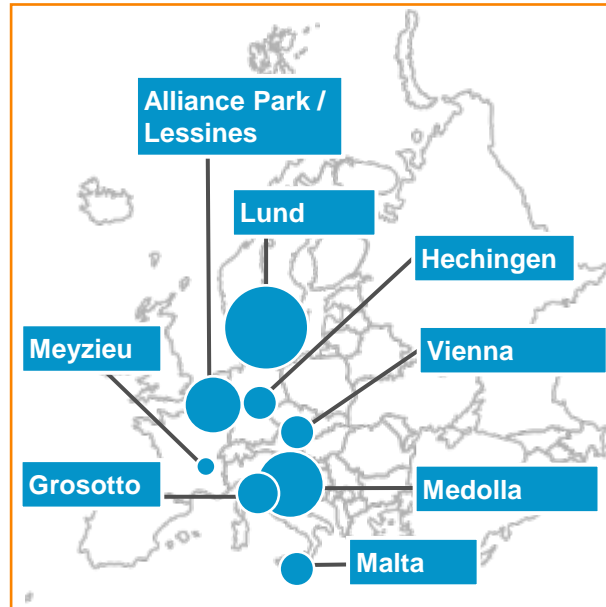 Alliance Park /
Lessines
Lund
Hechingen
Meyzieu
Vienna
Grosotto
Medolla
Malta